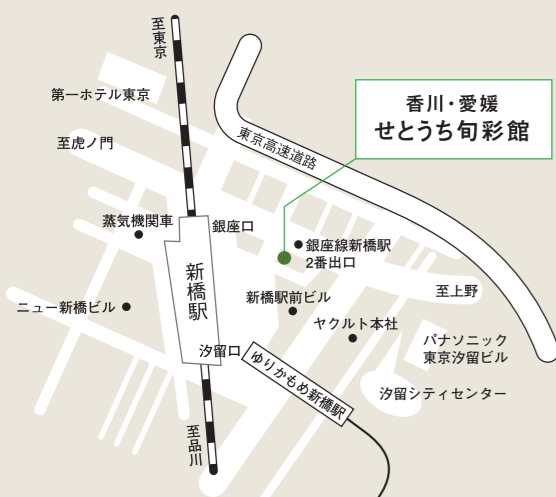 至東京
第一ホテル東京
香川・愛媛
せとうち旬彩館
東京高速道路
至虎ノ門
蒸気機関車
銀座口
銀座線新橋駅
2番出口
新橋駅
至上野
新橋駅前ビル
ニュー新橋ビル
ヤクルト本社
パナソニック
東京汐留ビル
汐留口
ゆりかもめ新橋駅
汐留シティセンター
至品川